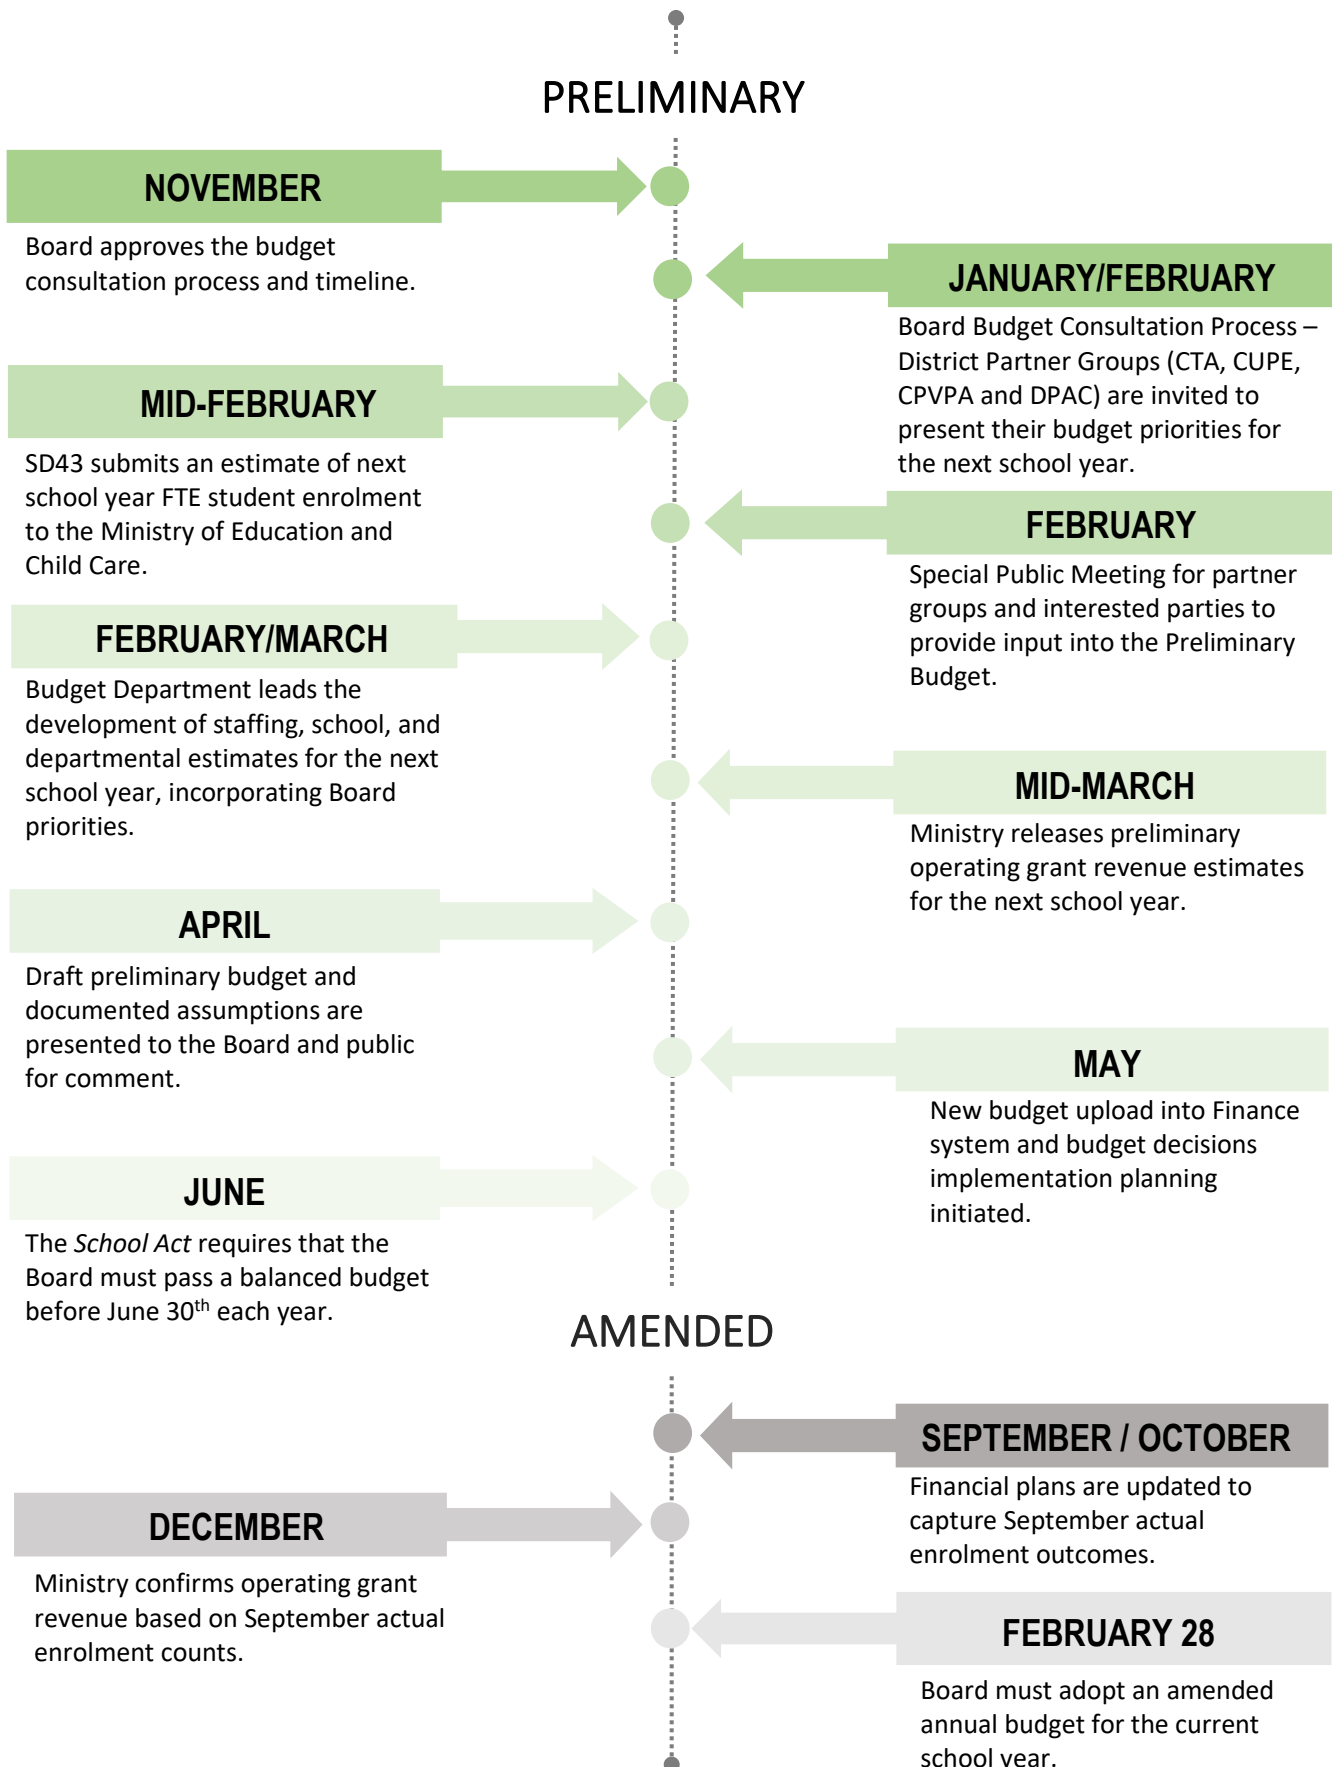 PRELIMINARY
NOVEMBER
Board approves the budget
consultation process and timeline.
JANUARY/FEBRUARY
Board Budget Consultation Process –
District Partner Groups (CTA, CUPE,
CPVPA and DPAC) are invited to
present their budget priorities for
the next school year.
MID-FEBRUARY
SD43 submits an estimate of next
school year FTE student enrolment
to the Ministry of Education and
Child Care.
FEBRUARY
Special Public Meeting for partner
groups and interested parties to
provide input into the Preliminary
Budget.
FEBRUARY/MARCH
Budget Department leads the
development of staffing, school, and
departmental estimates for the next
school year, incorporating Board
priorities.
MID-MARCH
Ministry releases preliminary
operating grant revenue estimates
for the next school year.
APRIL
Draft preliminary budget and
documented assumptions are
presented to the Board and public
for comment.
MAY
New budget upload into Finance
system and budget decisions
implementation planning
initiated.
JUNE
The School Act requires that the
Board must pass a balanced budget
before June 30th each year.
AMENDED
SEPTEMBER / OCTOBER
Financial plans are updated to
capture September actual
enrolment outcomes.
DECEMBER
Ministry confirms operating grant
revenue based on September actual
enrolment counts.
FEBRUARY 28
Board must adopt an amended
annual budget for the current
school year.